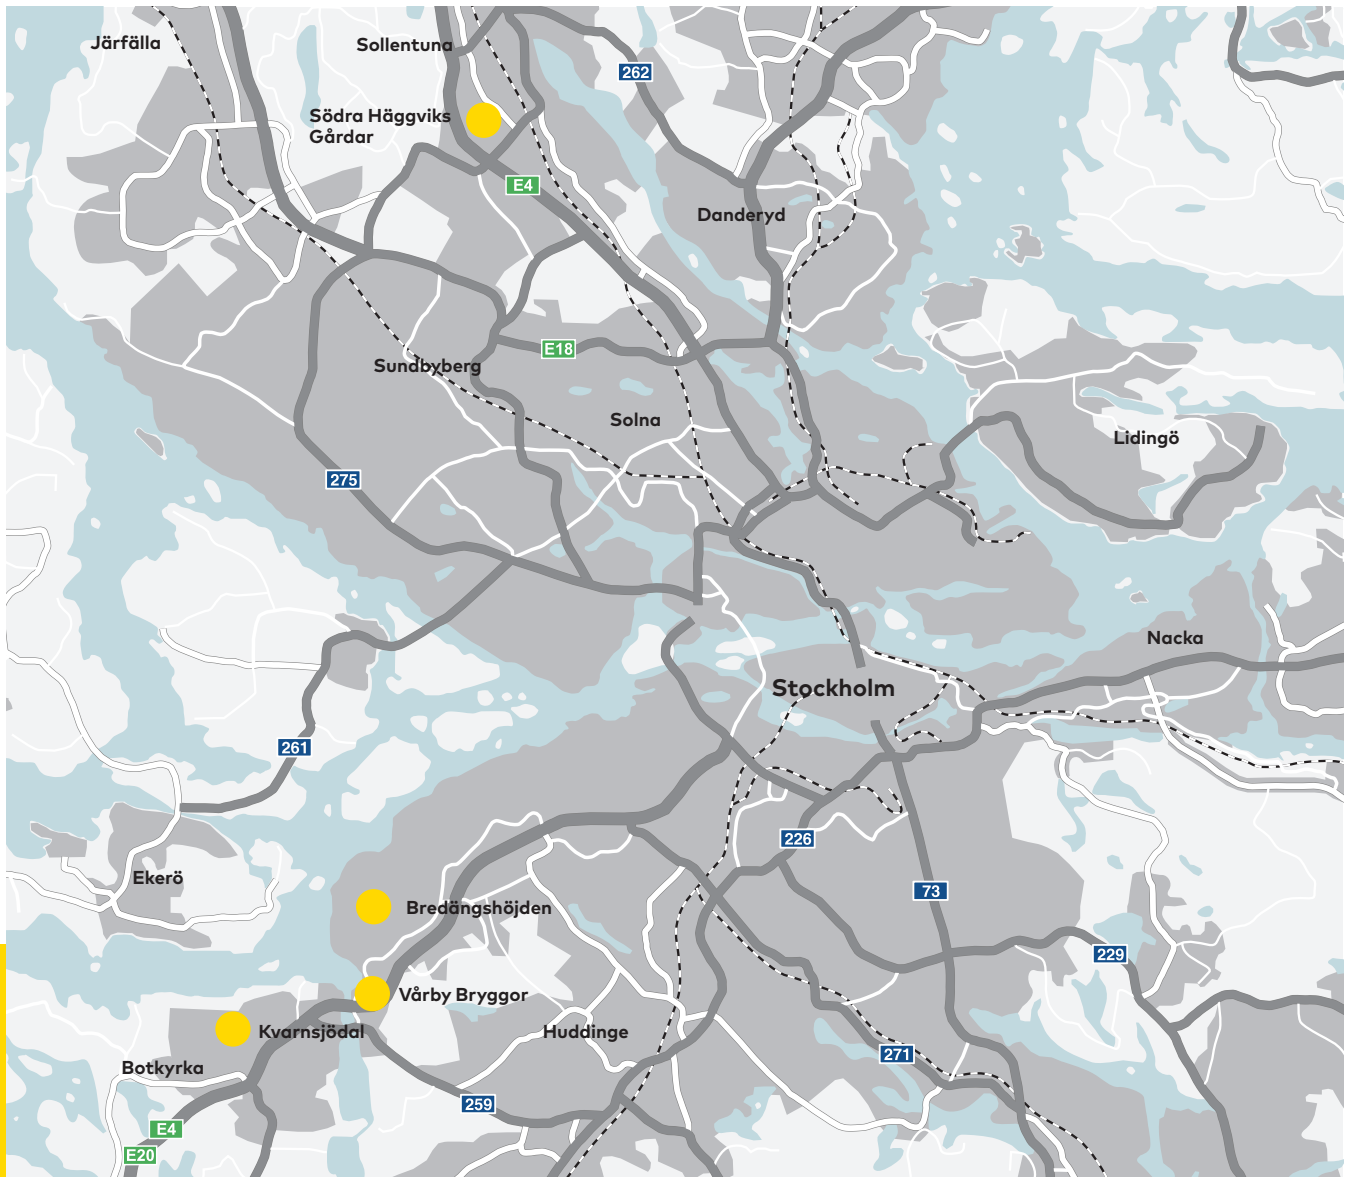 Järfälla
Sollentuna
262
Södra Häggviks
Gårdar
E4
Danderyd
E18
Sundbyberg
Solna
Lidingö
275
Nacka
Stockholm
261
226
Ekerö
73
Bredängshöjden
229
Vårby Bryggor
Kvarnsjödal
Huddinge
271
Botkyrka
259
E4
E20